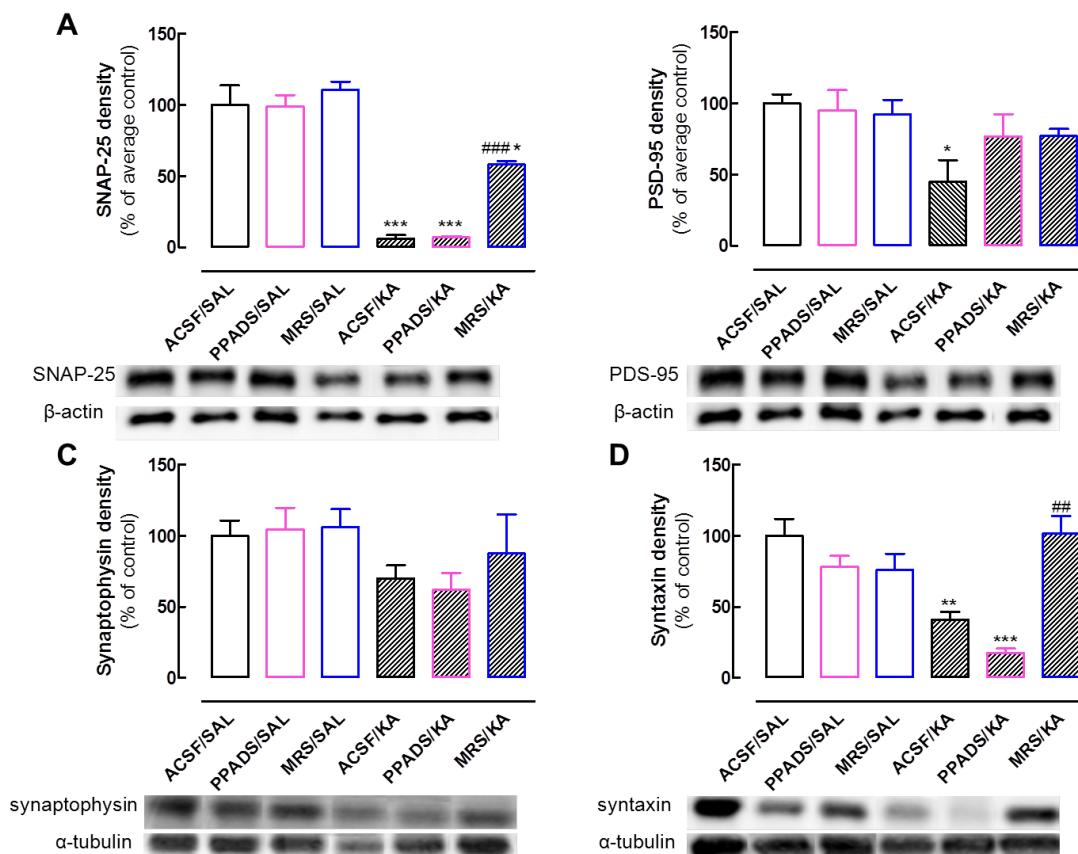 A
SNAP-25 density
(% of average control)
150
100
50
0
***
***
### *
ACSF/SAL
PPADS/SAL
MRS/SAL
ACSF/KA
PPADS/KA
MRS/KA
SNAP-25
β-actin
PSD-95 density
(% of average control)
150
100
50
0
*
ACSF/SAL
PPADS/SAL
MRS/SAL
ACSF/KA
PPADS/KA
MRS/KA
PDS-95
β-actin
C
Synaptophysin density
(% of control)
150
100
50
0
ACSF/SAL
PPADS/SAL
MRS/SAL
ACSF/KA
PPADS/KA
MRS/KA
synaptophysin
α-tubulin
D
Syntaxin density
(% of control)
150
100
50
0
**
***
##
ACSF/SAL
PPADS/SAL
MRS/SAL
ACSF/KA
PPADS/KA
MRS/KA
syntaxin
α-tubulin